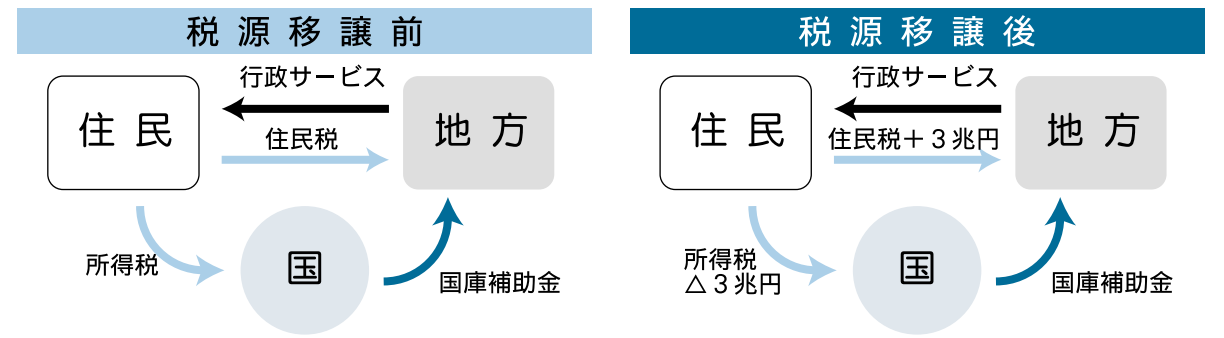 税源移譲前
行政サービス
住民
地方
住民税
所得税
国
国庫補助金
税源移譲後
行政サービス
住民
地方
住民税＋3兆円
所得税
△3兆円
国
国庫補助金